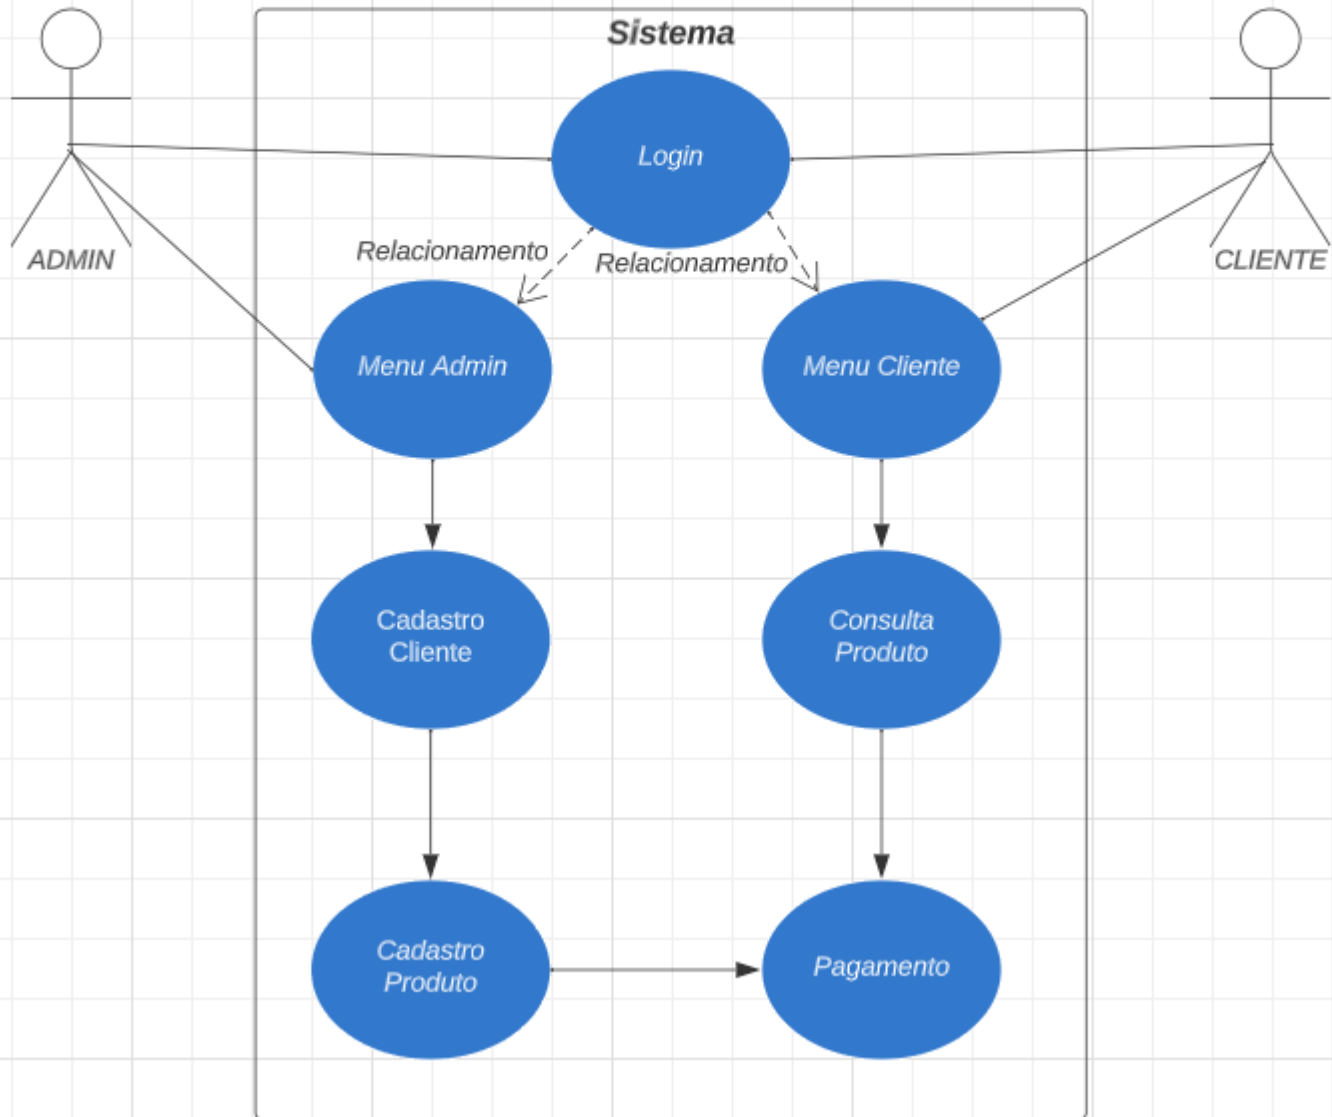 Sistema
Login
ADMIN
Relacionamento
Relacionamento
CLIENTE
Menu Admin
Menu Cliente
Cadastro
Cliente
Consulta
Produto
Cadastro
Produto
Pagamento